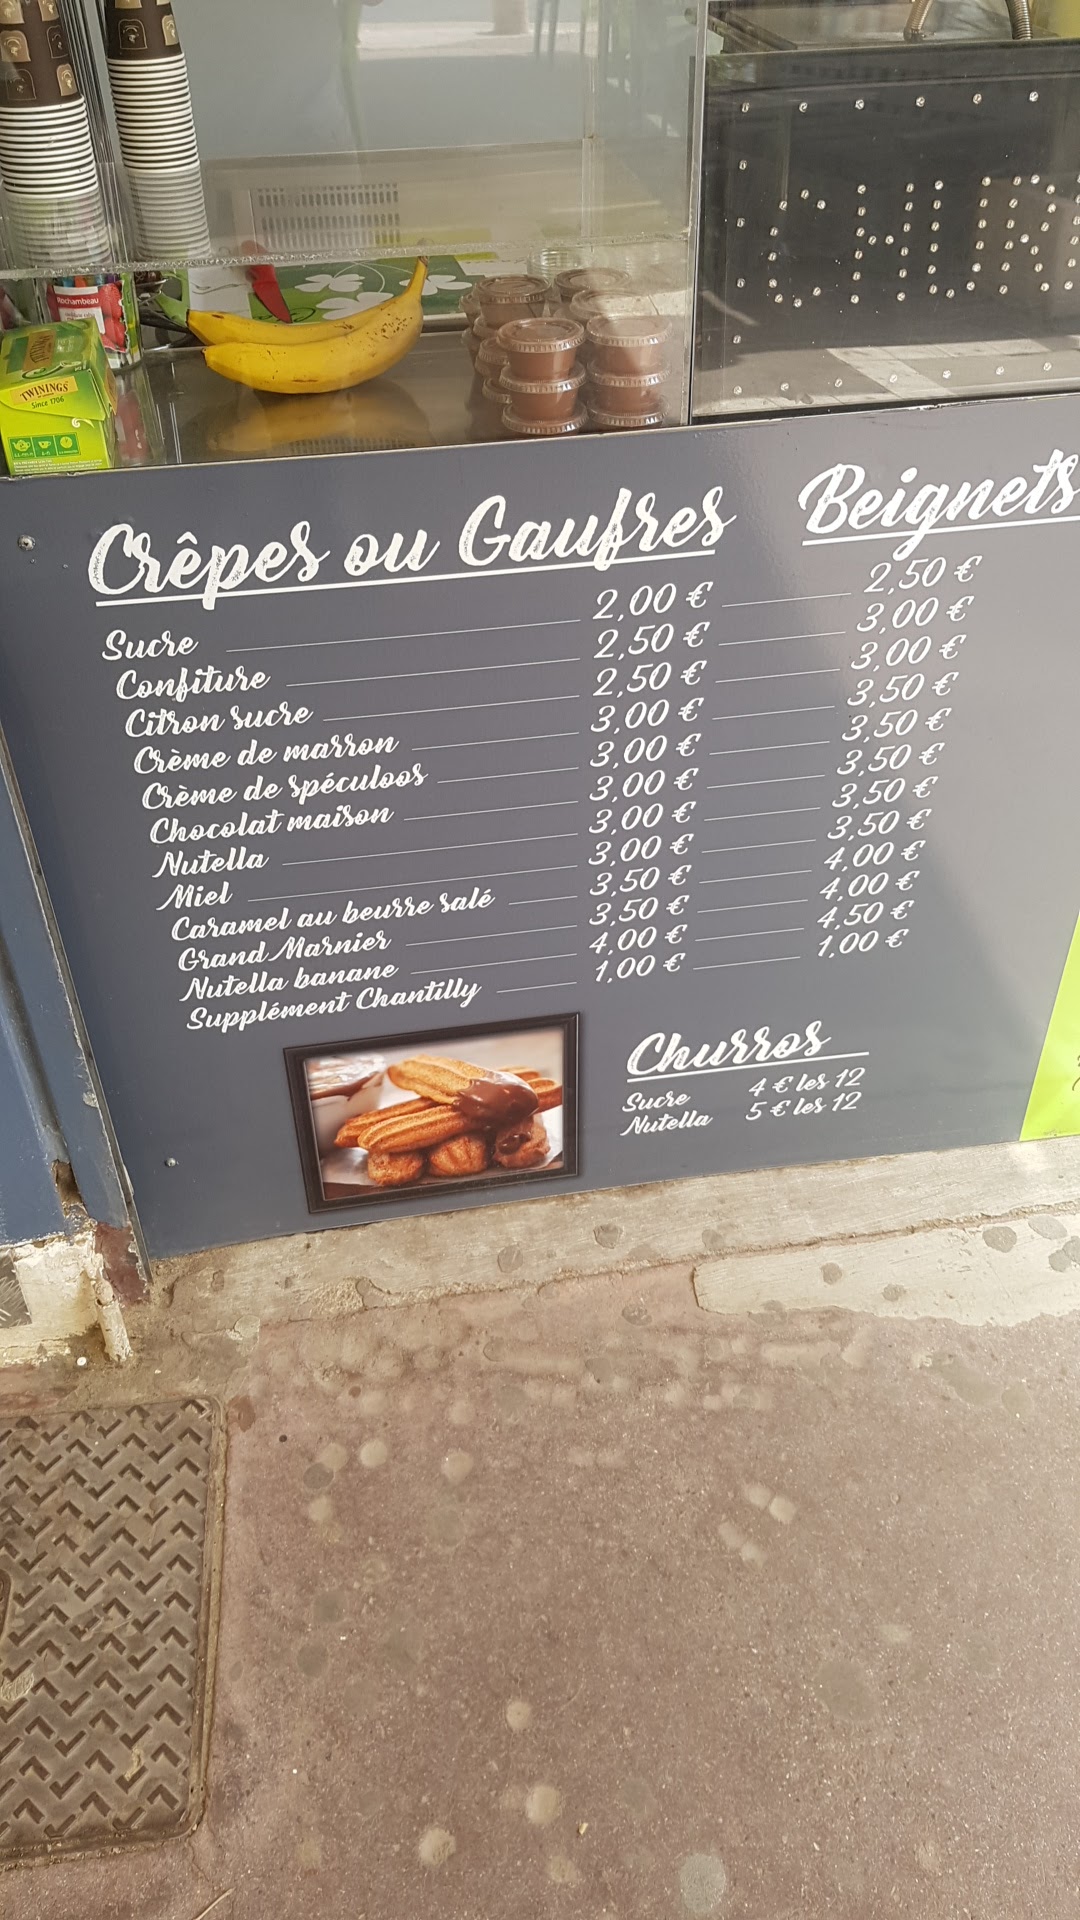 Rochambeau
TWININGS
Since 1706
CHUR
Crêpes ou Gaufres Beignets
Sucre 2,00 € 2,50 €
Confiture 2,50 € 3,00 €
Citron sucre 2,50 € 3,00 €
Crème de marron 3,00 € 3,50 €
Crème de spéculoos 3,00 € 3,50 €
Chocolat maison 3,00 € 3,50 €
Nutella 3,00 € 3,50 €
Miel 3,00 € 3,50 €
Caramel au beurre salé 3,50 € 4,00 €
Grand Marnier 3,50 € 4,00 €
Nutella banane 4,00 € 4,50 €
Supplément Chantilly 1,00 € 1,00 €
Churros
Sucre 4 € les 12
Nutella 5 € les 12